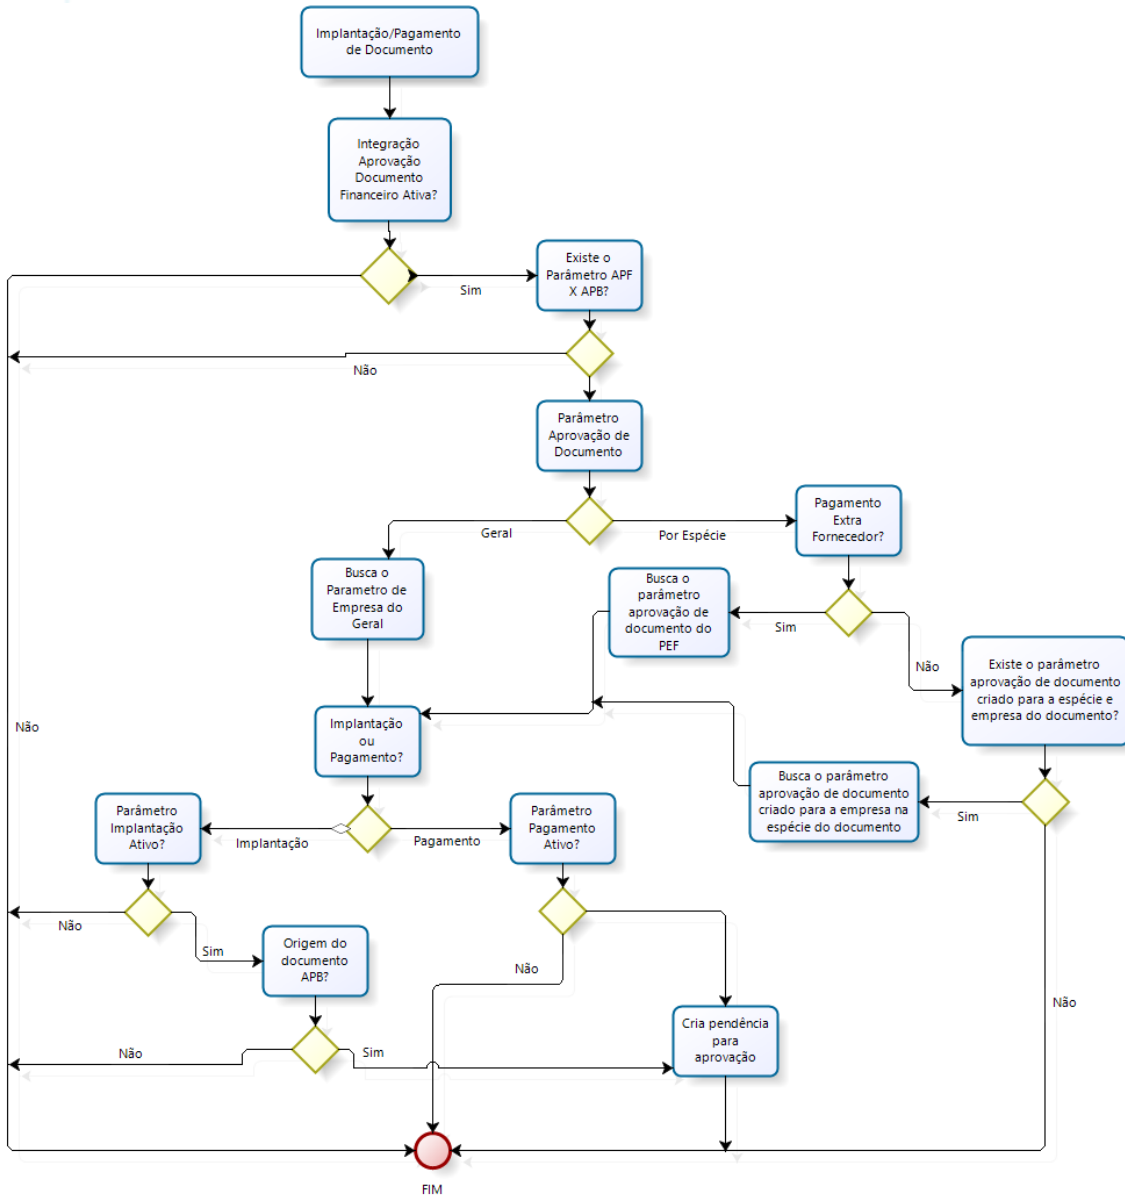 Implantação/Pagamento
de Documento
Integração
Aprovação
Documento
Financeiro Ativa?
Existe o
Parâmetro APF
X APB?
Sim
Não
Parâmetro
Aprovação de
Documento
Geral
Por Espécie
Pagamento
Extra
Fornecedor?
Busca o
Parametro de
Empresa do
Geral
Busca o
parâmetro
aprovação de
documento do
PEF
Sim
Não
Existe o parâmetro
aprovação de documento
criado para a espécie e
empresa do documento?
Não
Implantação
ou
Pagamento?
Busca o parâmetro
aprovação de documento
criado para a empresa na
espécie do documento
Sim
Parâmetro
Implantação
Ativo?
Implantação
Pagamento
Parâmetro
Pagamento
Ativo?
Não
Sim
Origem do
documento
APB?
Não
Não
Cria pendência
para
aprovação
Não
Sim
FIM